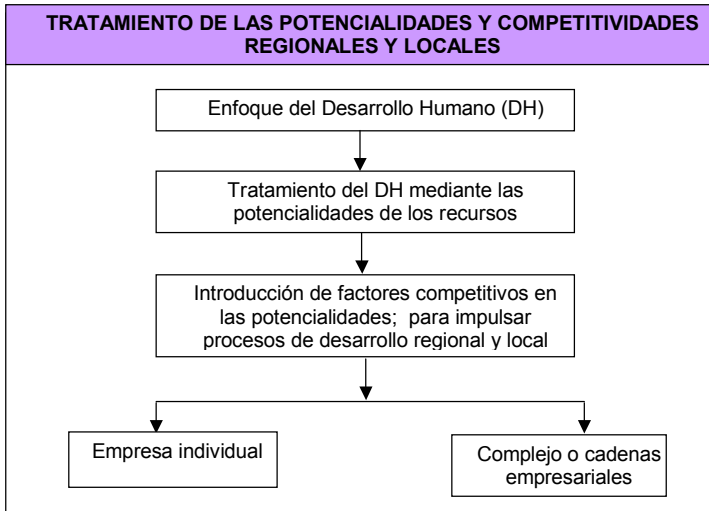 TRATAMIENTO DE LAS POTENCIALIDADES Y COMPETITIVIDADES
REGIONALES Y LOCALES
Enfoque del Desarrollo Humano (DH)
Tratamiento del DH mediante las
potencialidades de los recursos
Introducción de factores competitivos en
las potencialidades; para impulsar
procesos de desarrollo regional y local
Empresa individual
Complejo o cadenas
empresariales